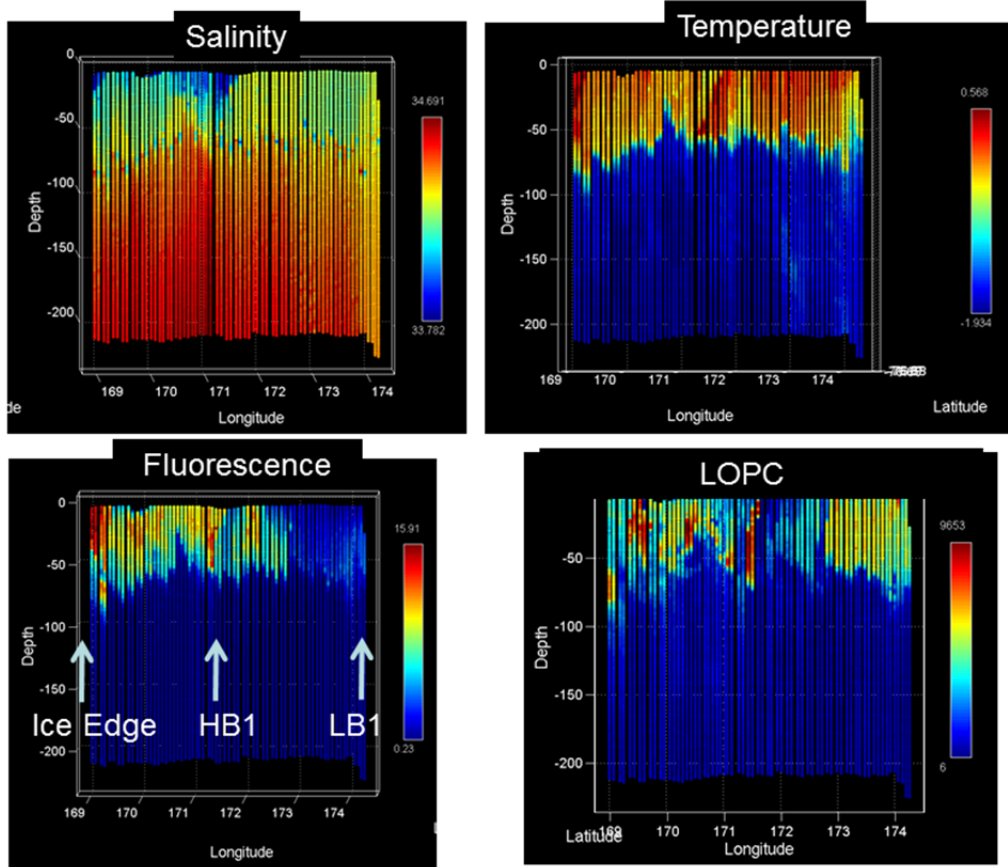 Salinity
0
-50
-100
-150
-200
Depth
34.691
33.782
169 170 171 172 173 174
Longitude
de
Temperature
0
-50
-100
-150
-200
Depth
0.568
-1.934
169 170 171 172 173 174
Longitude
Latitude
Fluorescence
0
-50
-100
-150
-200
Depth
15.91
0.23
Ice Edge HB1 LB1
169 170 171 172 173 174
Longitude
LOPC
-50
-100
-150
-200
Depth
9653
6
Latitude 169 170 171 172 173 174
Longitude